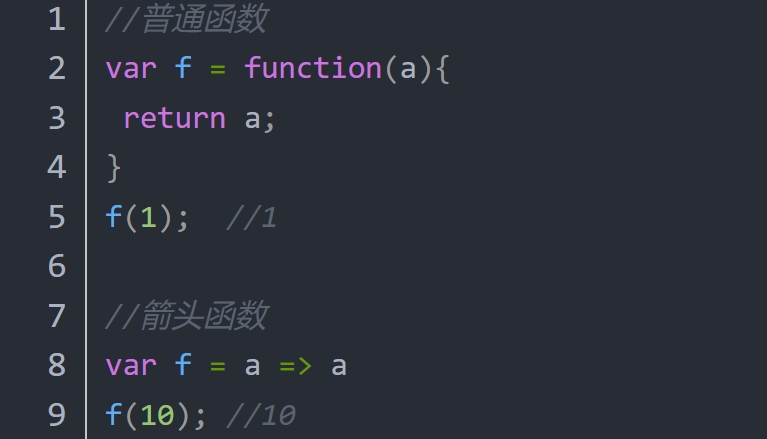 1 //普通函数
2 var f = function(a){
3  return a;
4 }
5 f(1);  //1
6
7 //箭头函数
8 var f = a => a
9 f(10); //10